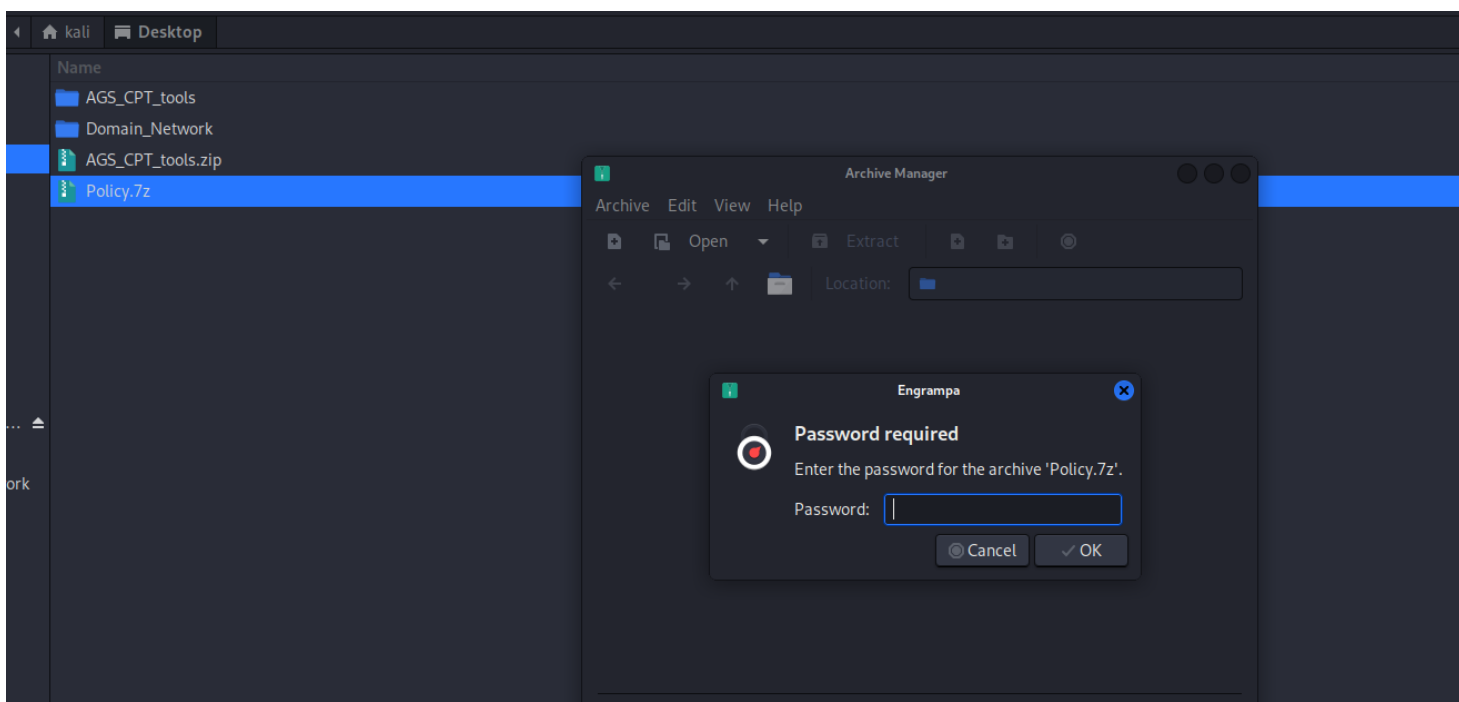 kali Desktop
Name
AGS_CPT_tools
Domain_Network
AGS_CPT_tools.zip
Policy.7z
Archive Manager
Archive Edit View Help
Open Extract
Location:
Engrampa
Password required
Enter the password for the archive 'Policy.7z'.
Password:
Cancel OK
...
ork